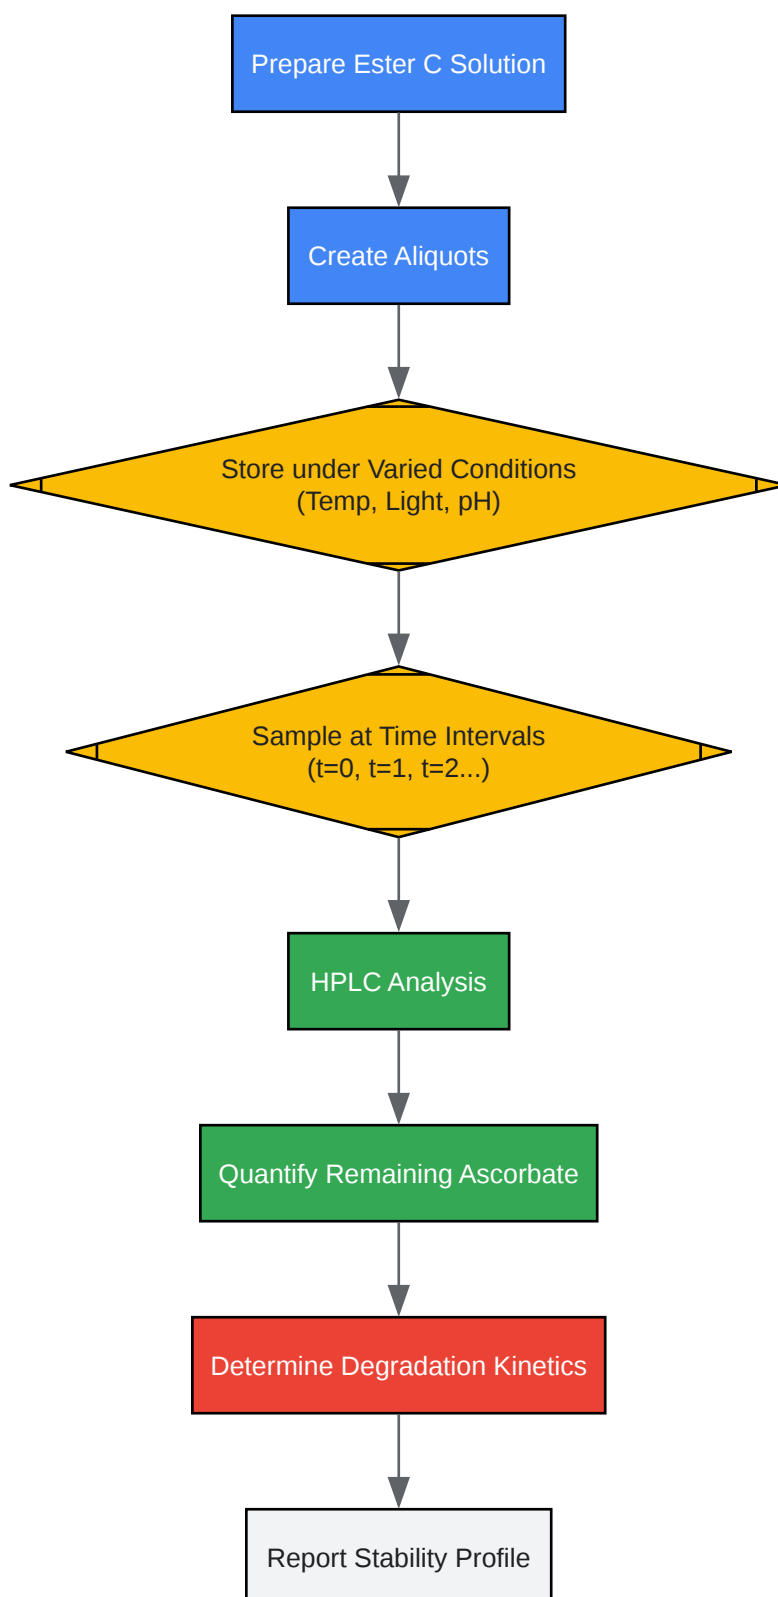 Prepare Ester C Solution
Create Aliquots
Store under Varied Conditions
(Temp, Light, pH)
Sample at Time Intervals
(t=0, t=1, t=2...)
HPLC Analysis
Quantify Remaining Ascorbate
Determine Degradation Kinetics
Report Stability Profile